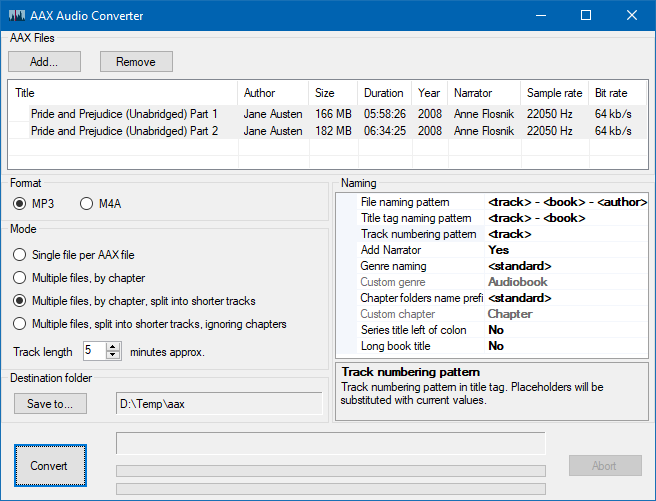 AAX Audio Converter
AAX Files
Add...
Remove
Title Author Size Duration Year Narrator Sample rate Bit rate
Pride and Prejudice (Unabridged) Part 1 Jane Austen 166 MB 05:58:26 2008 Anne Flosnik 22050 Hz 64 kb/s
Pride and Prejudice (Unabridged) Part 2 Jane Austen 182 MB 06:34:25 2008 Anne Flosnik 22050 Hz 64 kb/s
Format
MP3 M4A
Mode
Single file per AAX file
Multiple files, by chapter
Multiple files, by chapter, split into shorter tracks
Multiple files, split into shorter tracks, ignoring chapters
Track length 5 minutes approx.
Destination folder
Save to... D:\Temp\aax
Naming
File naming pattern <track> - <book> - <author>
Title tag naming pattern <track> - <book>
Track numbering pattern <track>
Add Narrator Yes
Genre naming <standard>
Custom genre Audiobook
Chapter folders name prefi <standard>
Custom chapter Chapter
Series title left of colon No
Long book title No
Track numbering pattern
Track numbering pattern in title tag. Placeholders will be
substituted with current values.
Convert
Abort